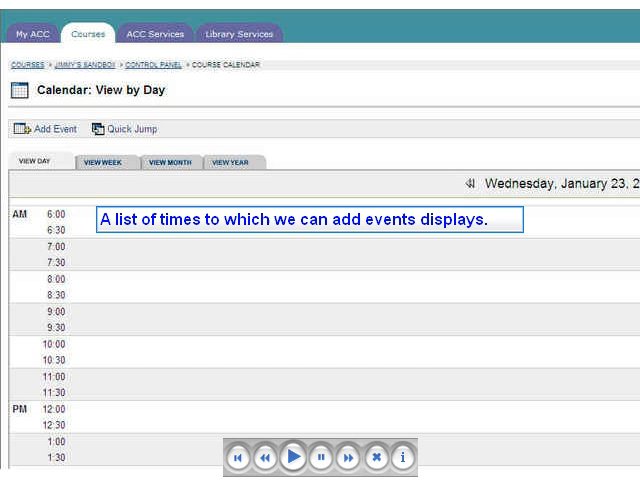 My ACC Courses ACC Services Library Services
COURSES > JIMMY'S SANDBOX > CONTROL PANEL > COURSE CALENDAR
Calendar: View by Day
Add Event Quick Jump
VIEW DAY VIEW WEEK VIEW MONTH VIEW YEAR
Wednesday, January 23, 2
AM 6:00
A list of times to which we can add events displays.
6:30
7:00
7:30
8:00
8:30
9:00
9:30
10:00
10:30
11:00
11:30
PM 12:00
12:30
1:00
1:30